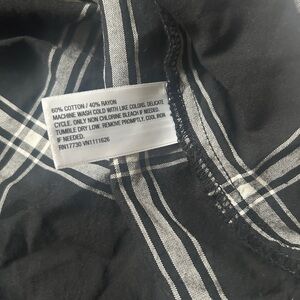 60% COTTON / 40% RAYON
MACHINE WASH COLD WITH LIKE COLORS, DELICATE
CYCLE. ONLY NON CHLORINE BLEACH IF NEEDED.
TUMBLE DRY LOW. REMOVE PROMPTLY. COOL IRON
IF NEEDED.
RN17730 VN1111626